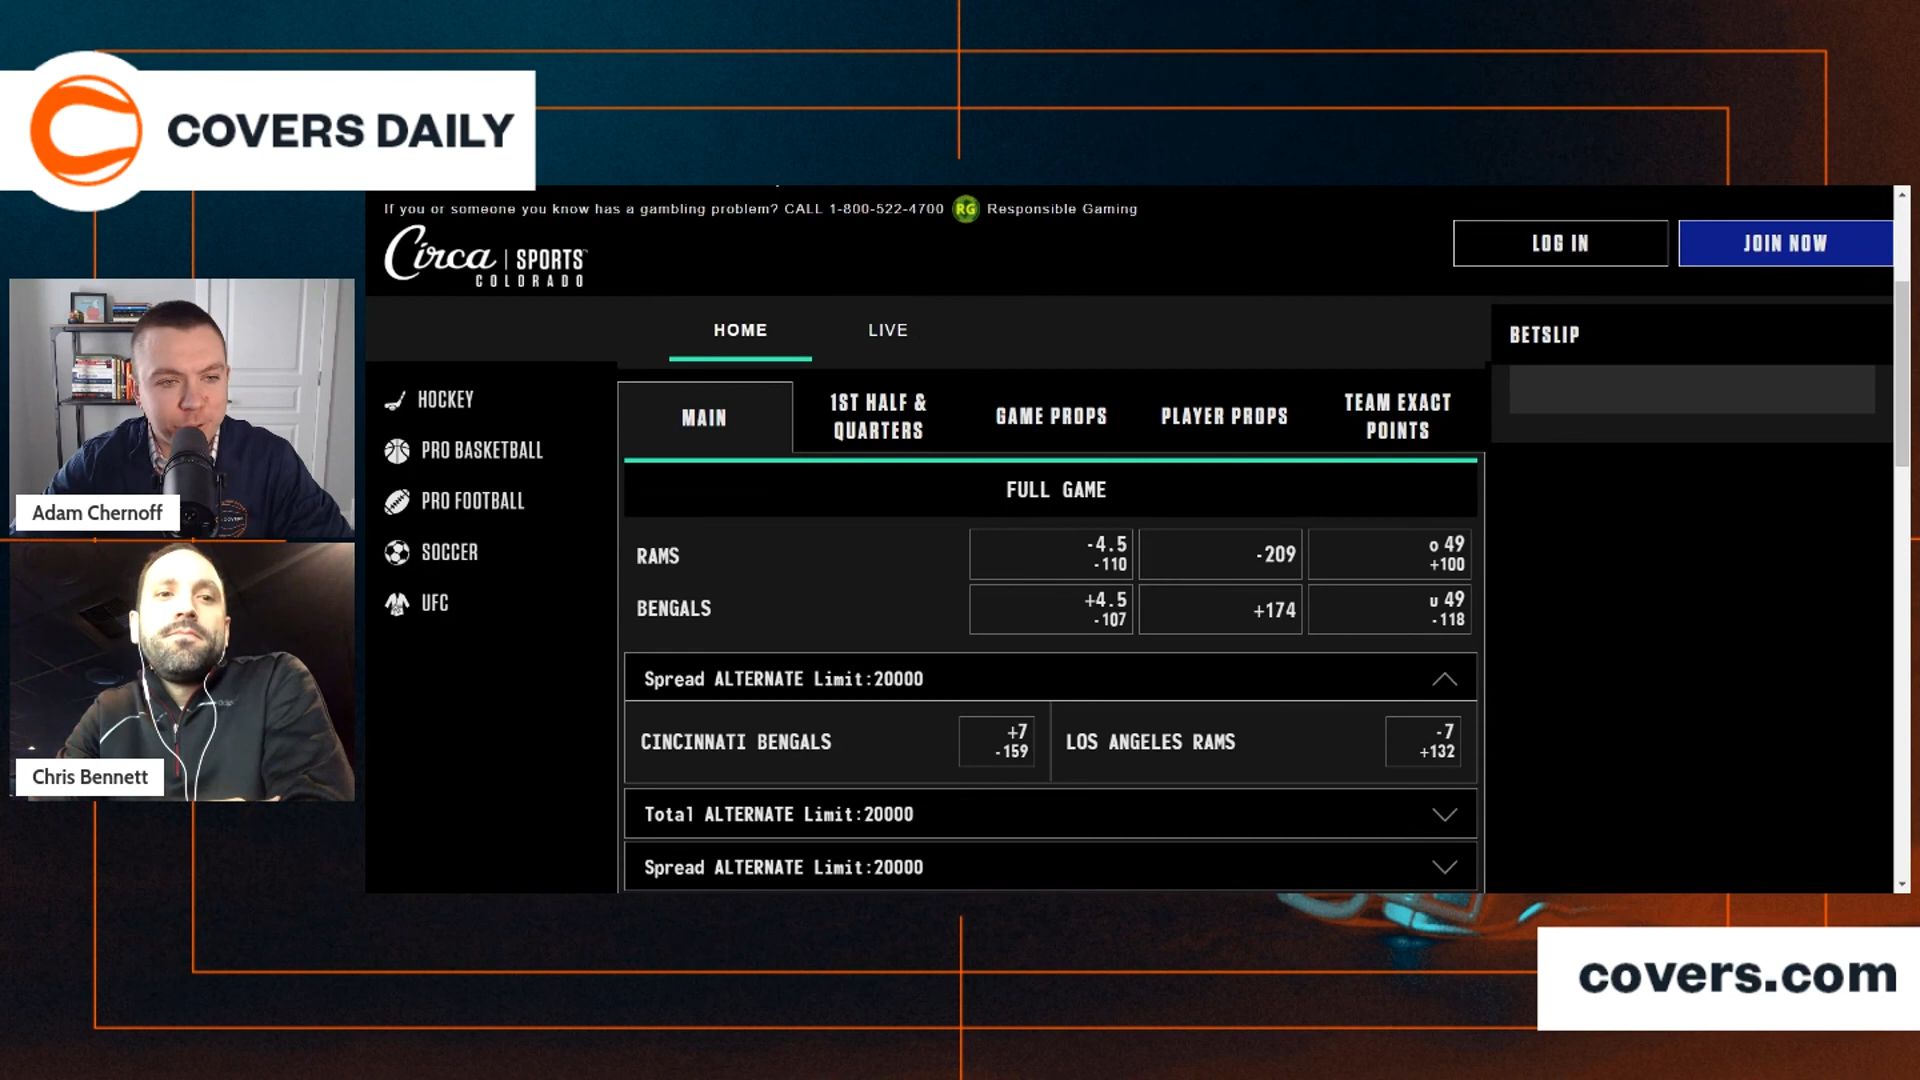 COVERS DAILY
If you or someone you know has a gambling problem? CALL 1-800-522-4700 RG Responsible Gaming
Circa | SPORTS
COLORADO
LOG IN
JOIN NOW
HOME
LIVE
BETSLIP
HOCKEY
PRO BASKETBALL
PRO FOOTBALL
SOCCER
UFC
MAIN
1ST HALF &
QUARTERS
GAME PROPS
PLAYER PROPS
TEAM EXACT
POINTS
FULL GAME
RAMS
-4.5
-110
-209
o 49
+100
BENGALS
+4.5
-107
+174
u 49
-118
Spread ALTERNATE Limit:20000
CINCINNATI BENGALS
+7
-159
LOS ANGELES RAMS
-7
+132
Total ALTERNATE Limit:20000
Spread ALTERNATE Limit:20000
Adam Chernoff
Chris Bennett
covers.com